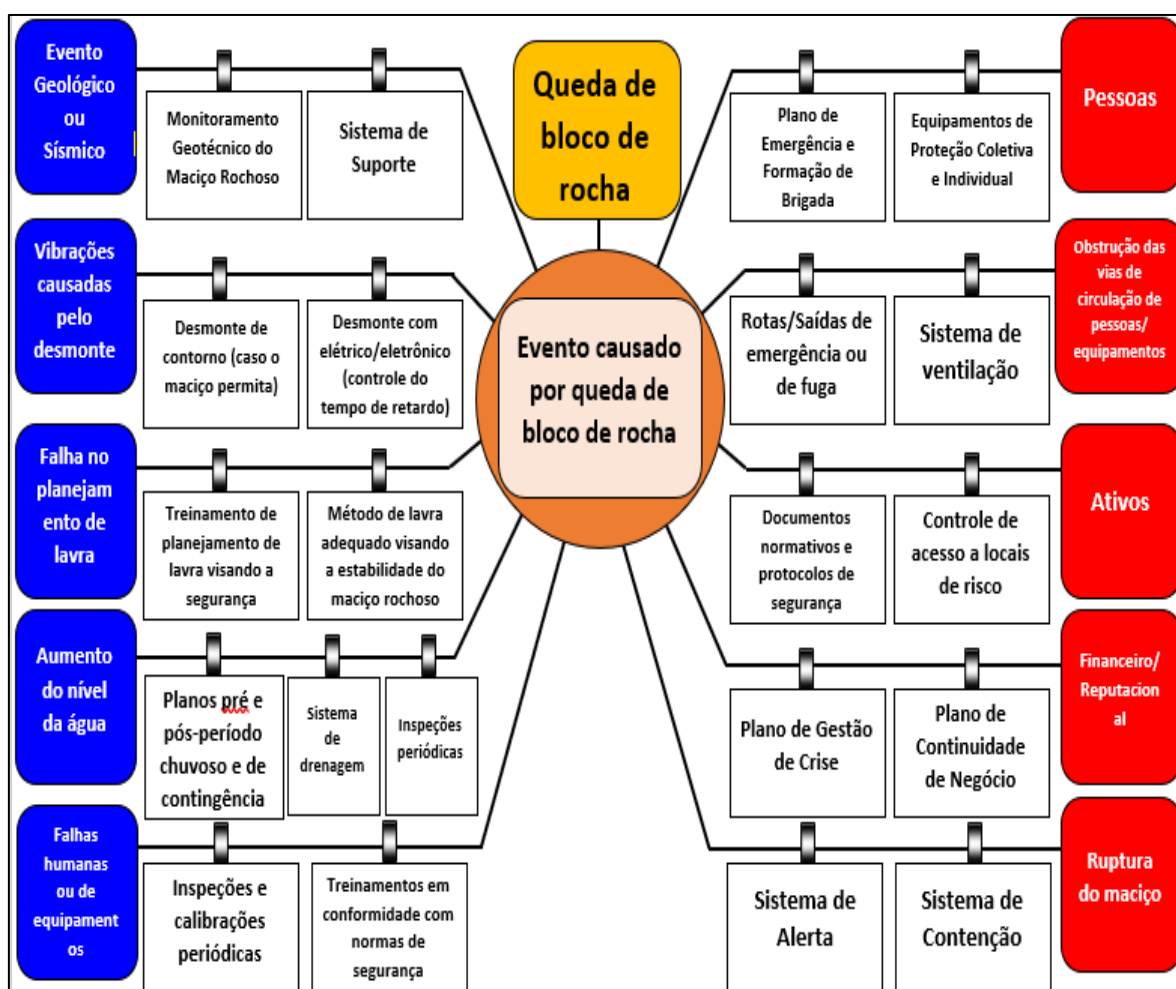 Evento
Geológico
ou
Sísmico
Monitoramento
Geotécnico do
Maciço Rochoso
Sistema de
Suporte
Queda de
bloco de
rocha
Plano de
Emergência e
Formação de
Brigada
Equipamentos de
Proteção Coletiva
e Individual
Pessoas
Vibrações
causadas
pelo
desmonte
Desmonte de
contorno (caso o
maciço permita)
Desmonte com
elétrico/eletrônico
(controle do
tempo de retardo)
Evento causado
por queda de
bloco de rocha
Rotas/Saídas de
emergência ou
de fuga
Sistema de
ventilação
Obstrução das
vias de
circulação de
pessoas/
equipamentos
Falha no
planejam
ento de
lavra
Treinamento de
planejamento de
lavra visando a
segurança
Método de lavra
adequado visando
a estabilidade do
maciço rochoso
Documentos
normativos e
protocolos de
segurança
Controle de
acesso a locais
de risco
Ativos
Aumento
do nível
da água
Planos pré e
pós-período
chuvoso e de
contingência
Sistema
de
drenagem
Inspeções
periódicas
Plano de Gestão
de Crise
Plano de
Continuidade
de Negócio
Financeiro/
Reputacion
al
Falhas
humanas
ou de
equipament
os
Inspeções e
calibrações
periódicas
Treinamentos em
conformidade com
normas de
segurança
Sistema de
Alerta
Sistema de
Contenção
Ruptura
do maciço